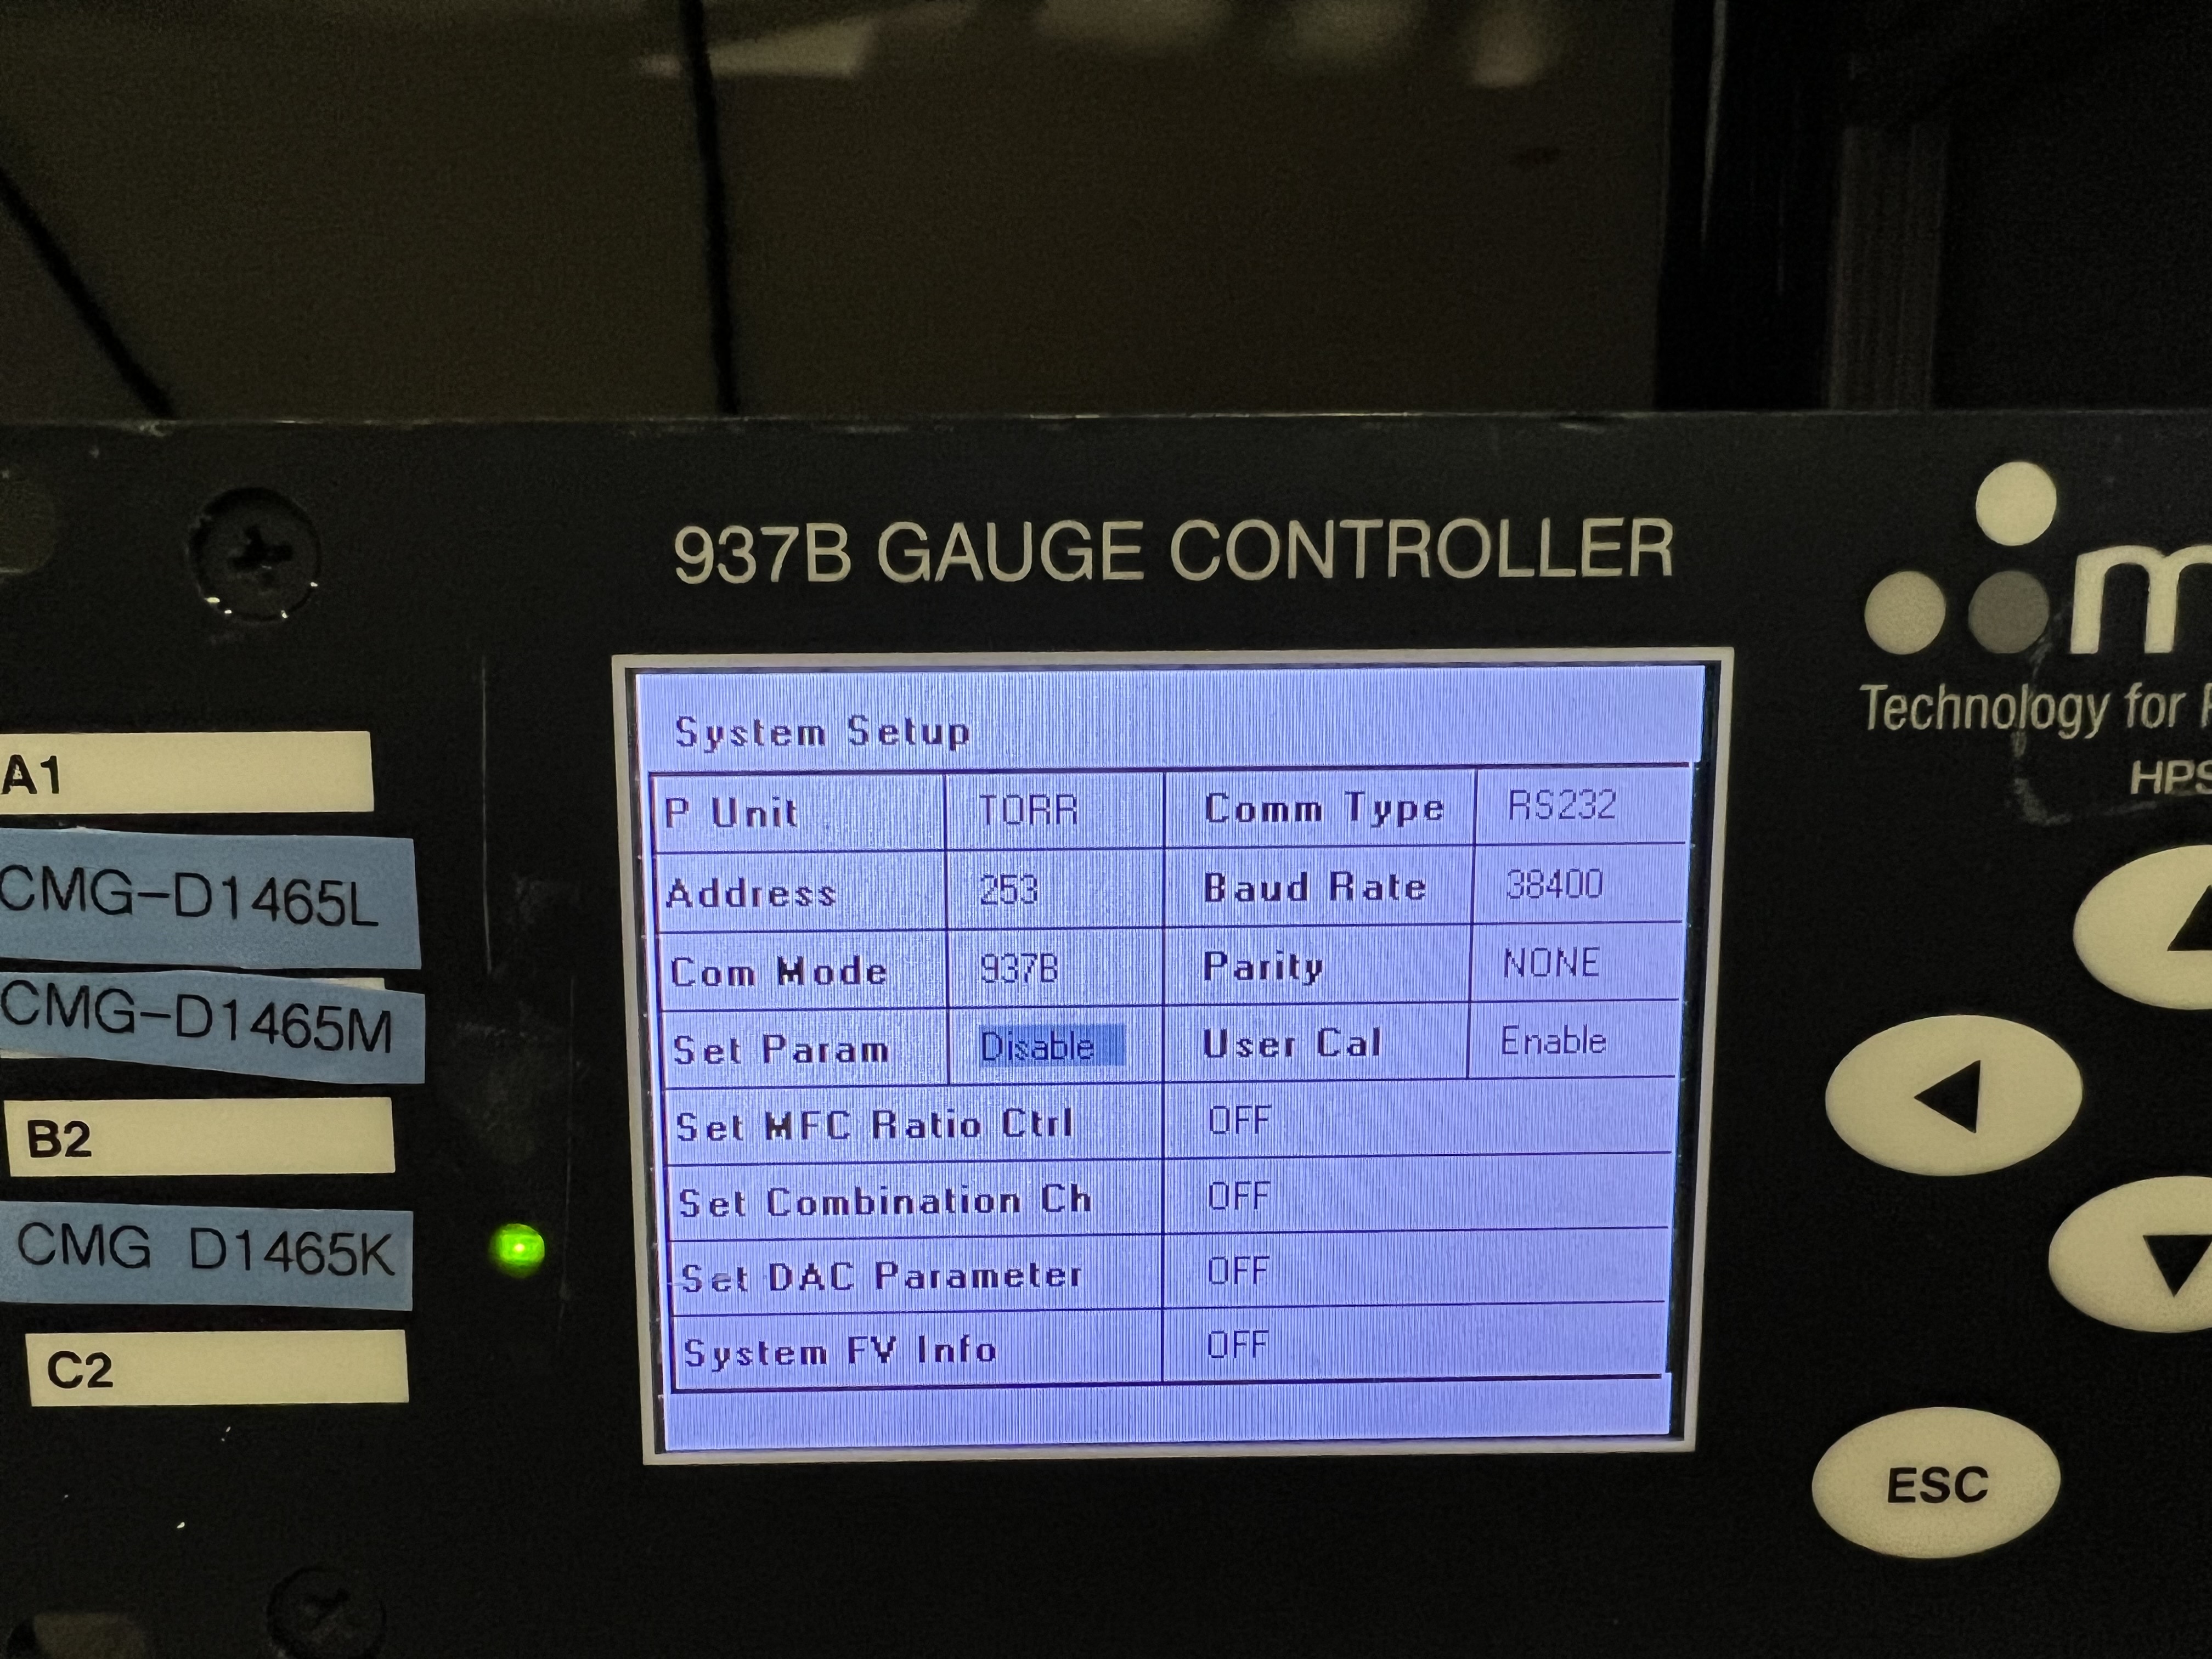 937B GAUGE CONTROLLER
m
Technology for
HPS
A1
CMG-D1465L
CMG-D1465M
B2
CMG D1465K
C2
System Setup
P Unit TORR Comm Type RS232
Address 253 Baud Rate 38400
Com Mode 937B Parity NONE
Set Param Disable User Cal Enable
Set MFC Ratio Ctrl OFF
Set Combination Ch OFF
Set DAC Parameter OFF
System FV Info OFF
ESC